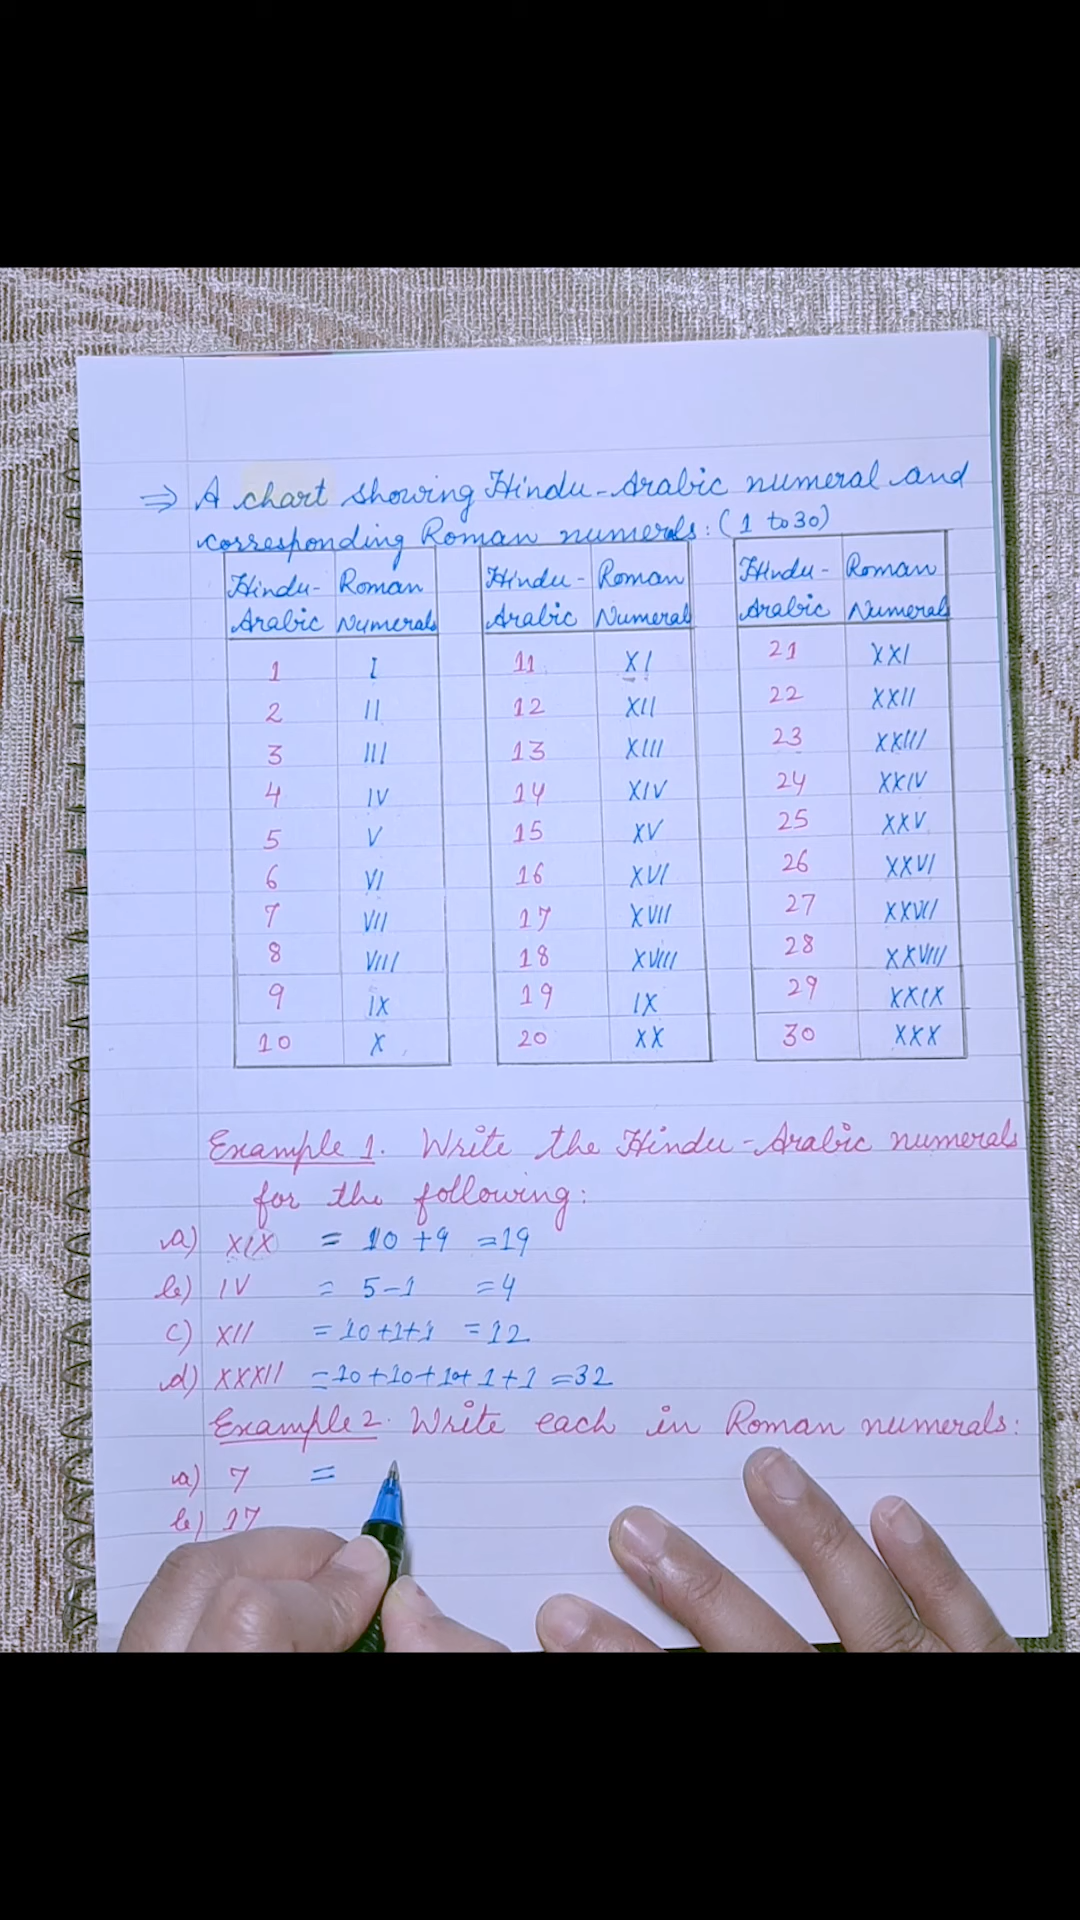 ⇒ A chart showing Hindu-Arabic numeral and
corresponding Roman numerals: (1 to 30)
Hindu-Arabic Roman Numerals Hindu-Arabic Roman Numeral Hindu-Arabic Roman Numeral
1 I 11 XI 21 XXI
2 II 12 XII 22 XXII
3 III 13 XIII 23 XXIII
4 IV 14 XIV 24 XXIV
5 V 15 XV 25 XXV
6 VI 16 XVI 26 XXVI
7 VII 17 XVII 27 XXVII
8 VIII 18 XVIII 28 XXVIII
9 IX 19 IX 29 XXIX
10 X 20 XX 30 XXX
Example 1. Write the Hindu-Arabic numerals
for the following:
a) XIX = 10 + 9 = 19
b) IV = 5-1 = 4
c) XII = 10+1+1 = 12
d) XXXII = 10+10+10+1+1 = 32
Example 2. Write each in Roman numerals:
a) 7 =
b) 17